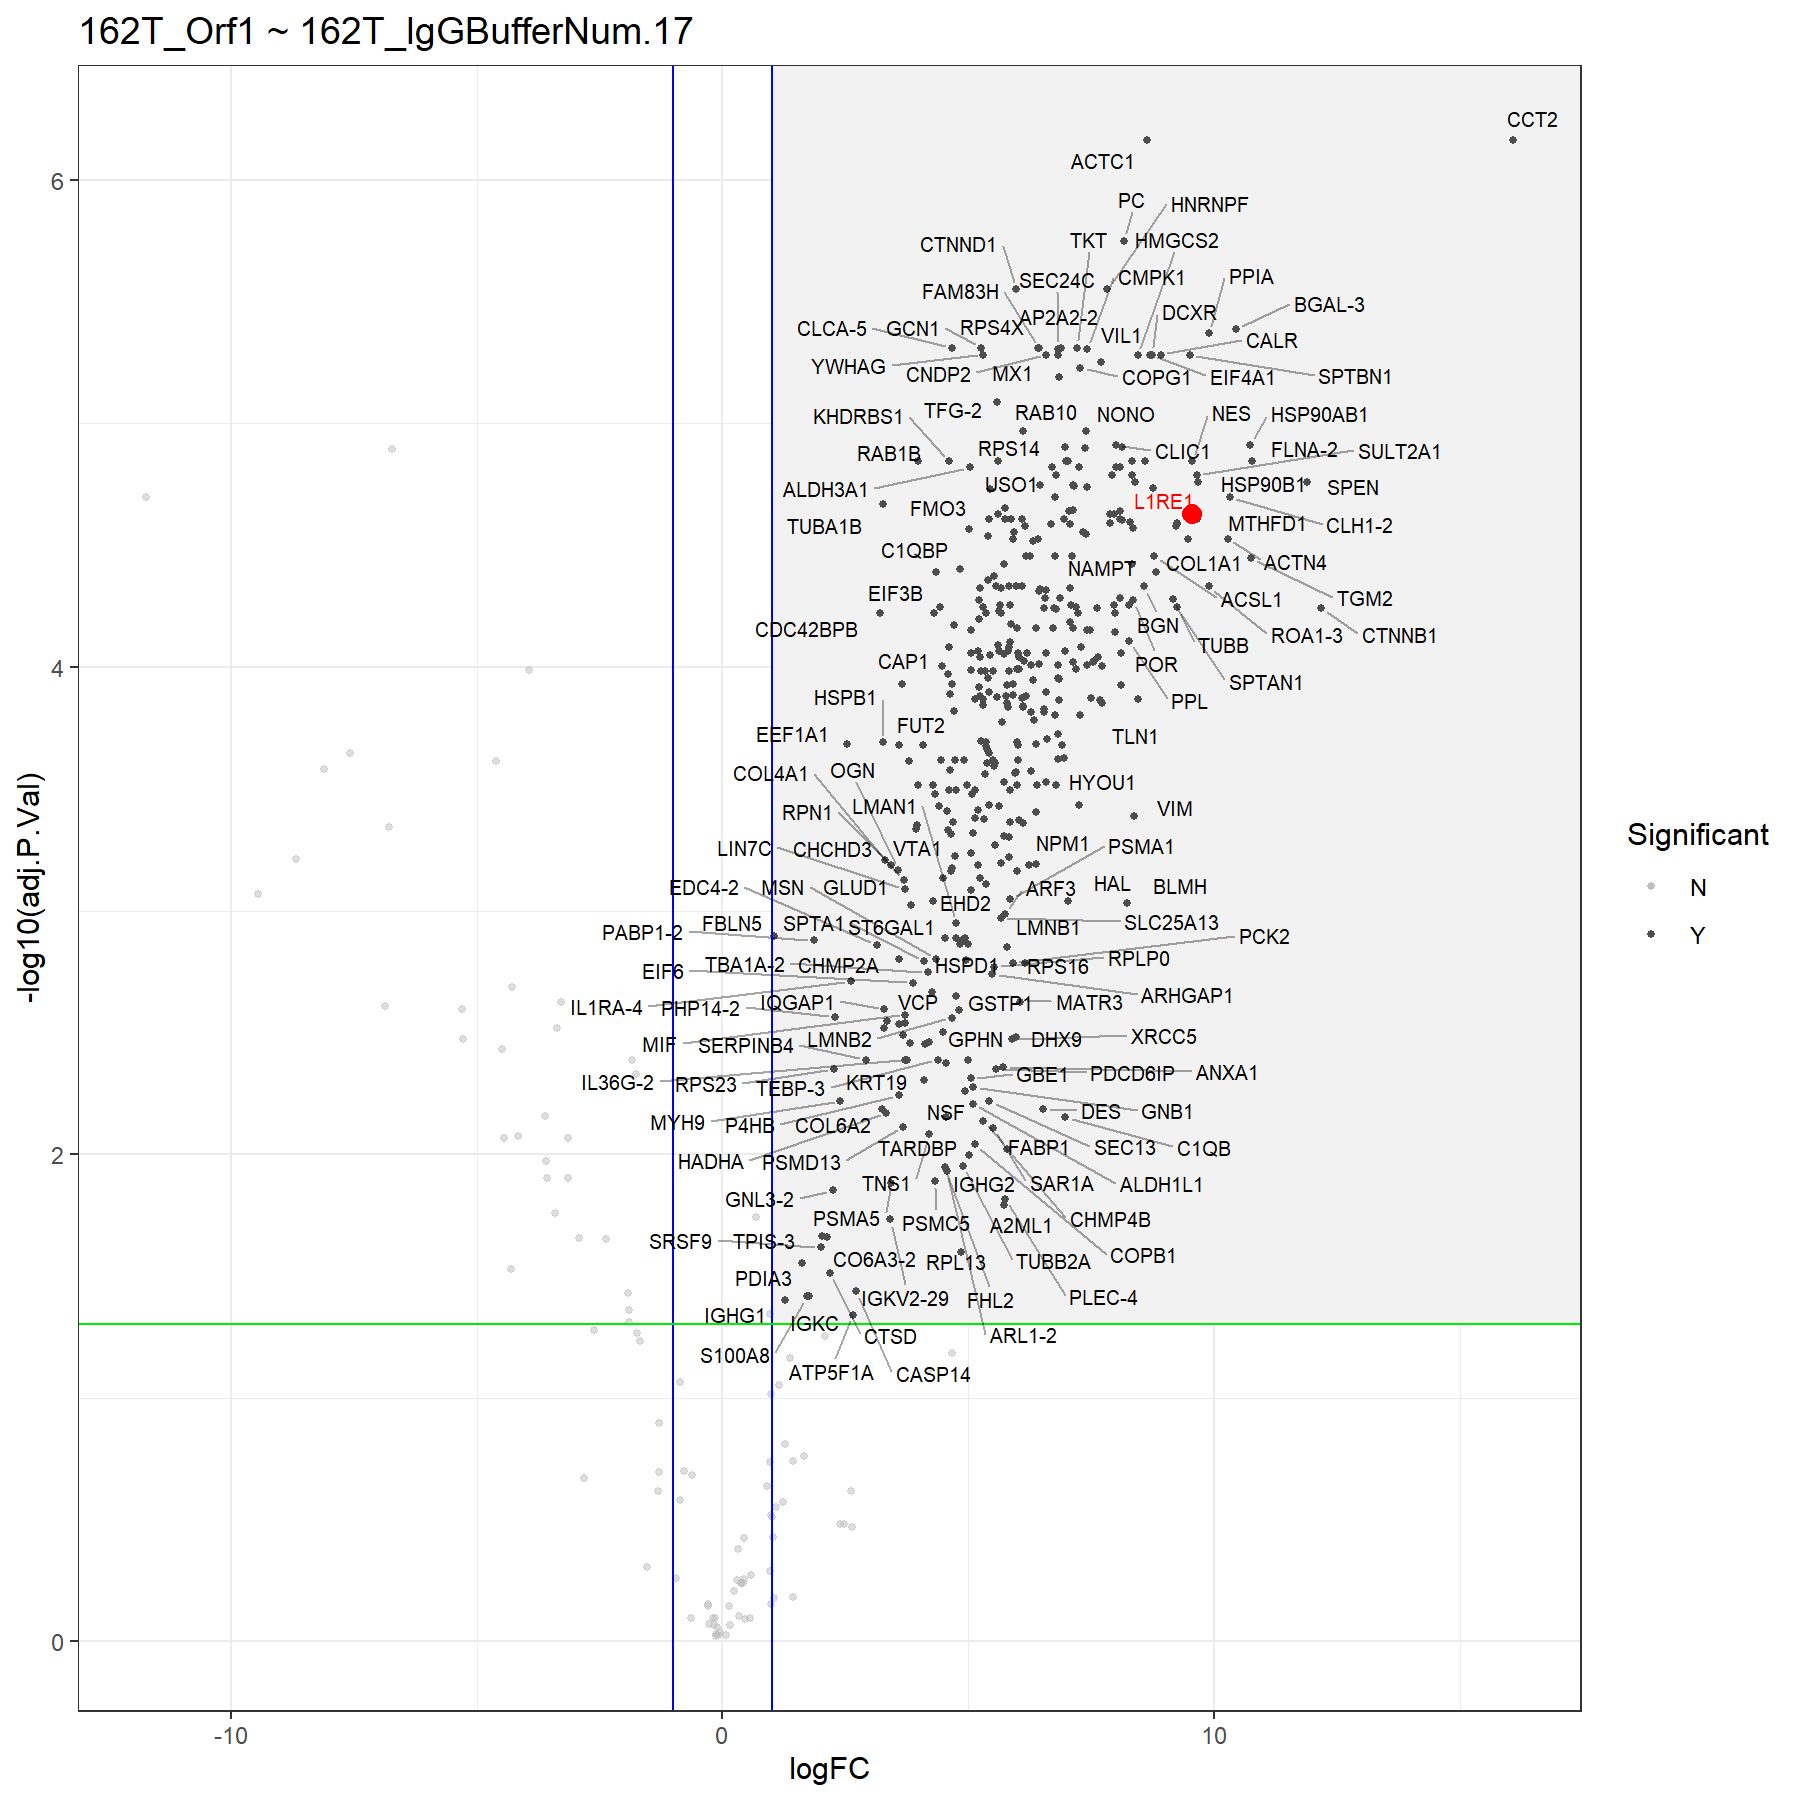 162T_Orf1 ~ 162T_IgGBufferNum.17
CCT2
ACTC1
PC
HNRNPF
CTNND1
TKT
HMGCS2
SEC24C
CMPK1
PPIA
FAM83H
BGAL-3
AP2A2-2
DCXR
CLCA-5
GCN1
RPS4X
VIL1
CALR
YWHAG
CNDP2
MX1
COPG1
EIF4A1
SPTBN1
TFG-2
RAB10
NONO
NES
HSP90AB1
KHDRBS1
RAB1B
RPS14
CLIC1
FLNA-2
SULT2A1
ALDH3A1
USO1
HSP90B1
SPEN
L1RE1
FMO3
TUBA1B
MTHFD1
CLH1-2
C1QBP
NAMPT
COL1A1
ACTN4
EIF3B
ACSL1
TGM2
CDC42BPB
BGN
TUBB
ROA1-3
CTNNB1
CAP1
POR
SPTAN1
HSPB1
PPL
FUT2
EEF1A1
TLN1
COL4A1
OGN
HYOU1
RPN1
LMAN1
VIM
LIN7C
CHCHD3
VTA1
NPM1
PSMA1
EDC4-2
MSN
GLUD1
ARF3
HAL
BLMH
EHD2
PABP1-2
FBLN5
SPTA1
ST6GAL1
LMNB1
SLC25A13
PCK2
EIF6
TBA1A-2
CHMP2A
HSPD1
RPS16
RPLP0
IL1RA-4
PHP14-2
IQGAP1
VCP
GSTP1
MATR3
ARHGAP1
MIF
SERPINB4
LMNB2
GPHN
DHX9
XRCC5
IL36G-2
RPS23
TEBP-3
KRT19
GBE1
PDCD6IP
ANXA1
MYH9
P4HB
COL6A2
NSF
DES
GNB1
HADHA
PSMD13
TARDBP
FABP1
SEC13
C1QB
GNL3-2
TNS1
IGHG2
SAR1A
ALDH1L1
PSMA5
PSMC5
A2ML1
CHMP4B
SRSF9
TPIS-3
CO6A3-2
RPL13
TUBB2A
COPB1
PDIA3
IGKV2-29
FHL2
PLEC-4
IGHG1
IGKC
CTSD
ARL1-2
S100A8
ATP5F1A
CASP14
6
4
2
0
-10
0
10
logFC
-log10(adj.P.Val)
Significant
N
Y